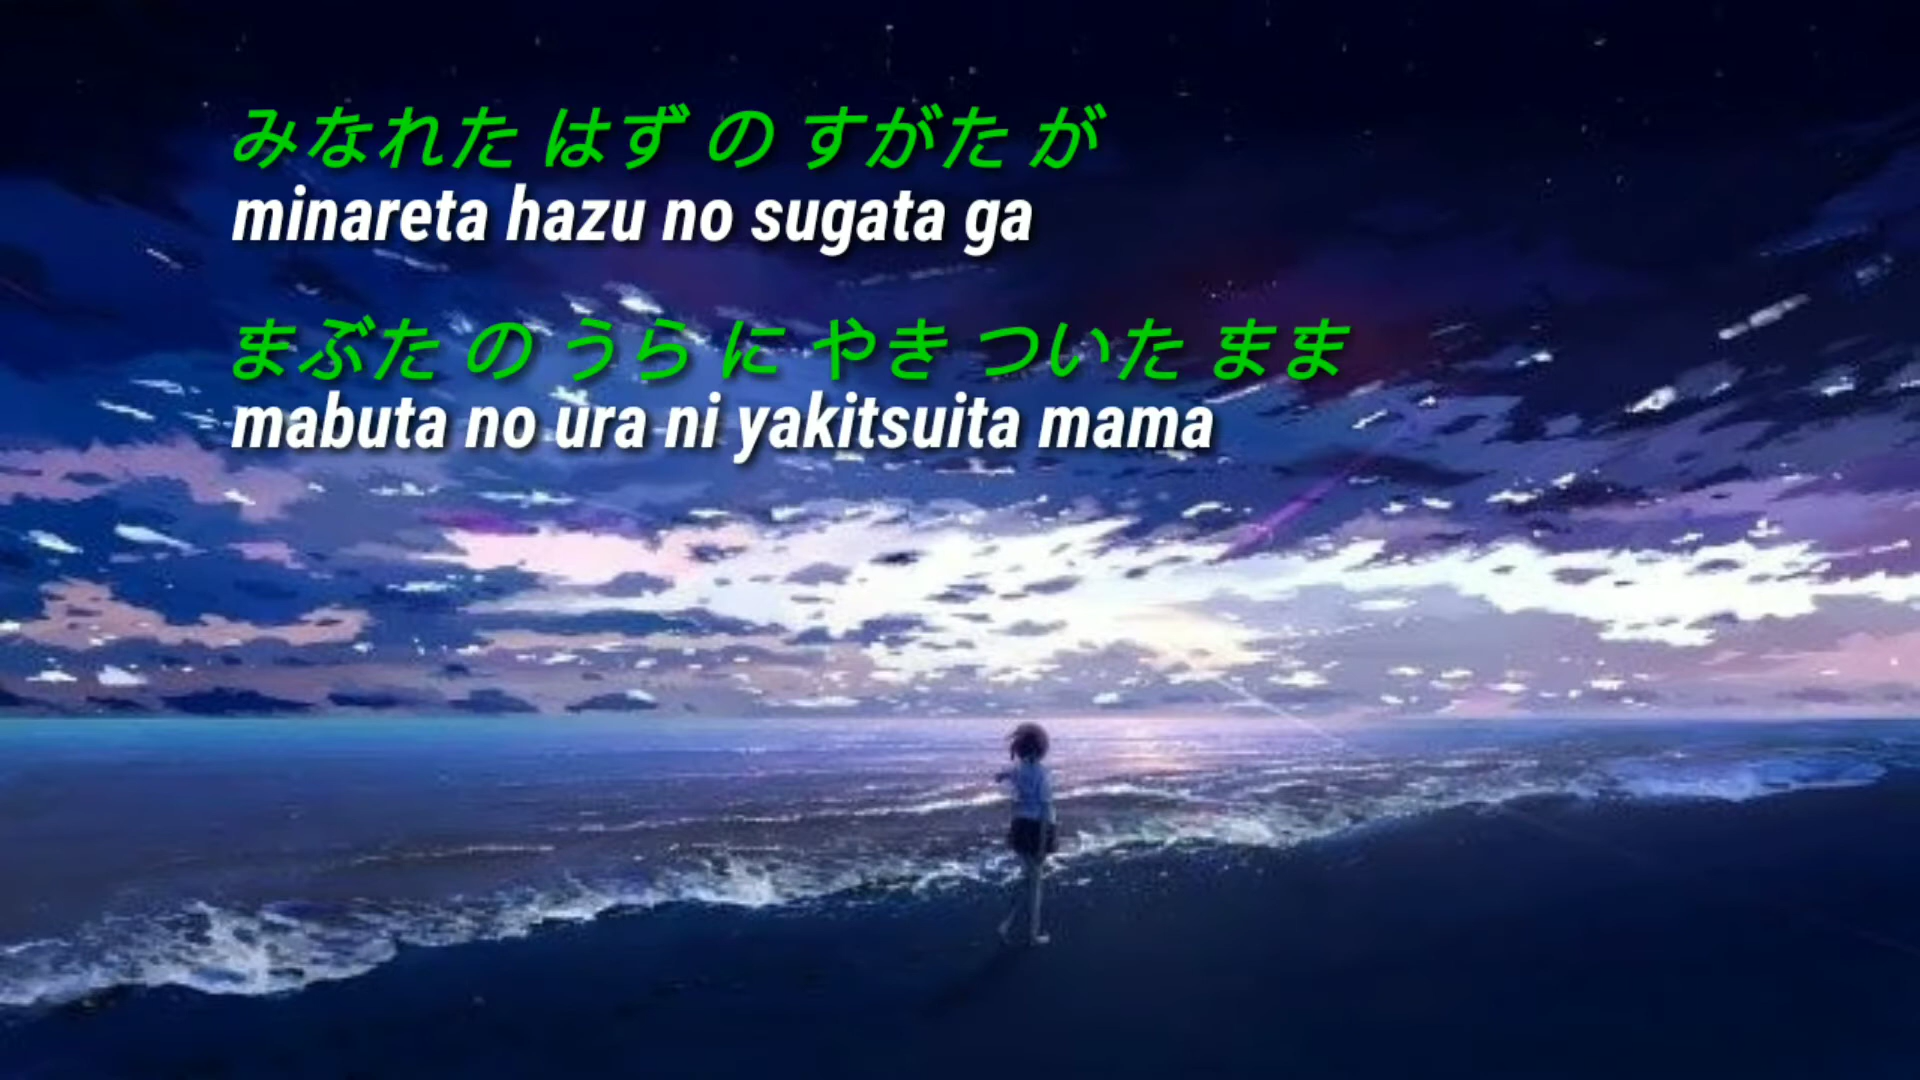 みなれた はず の すがた が
minareta hazu no sugata ga
まぶた の うら に やき ついた まま
mabuta no ura ni yakitsuita mama